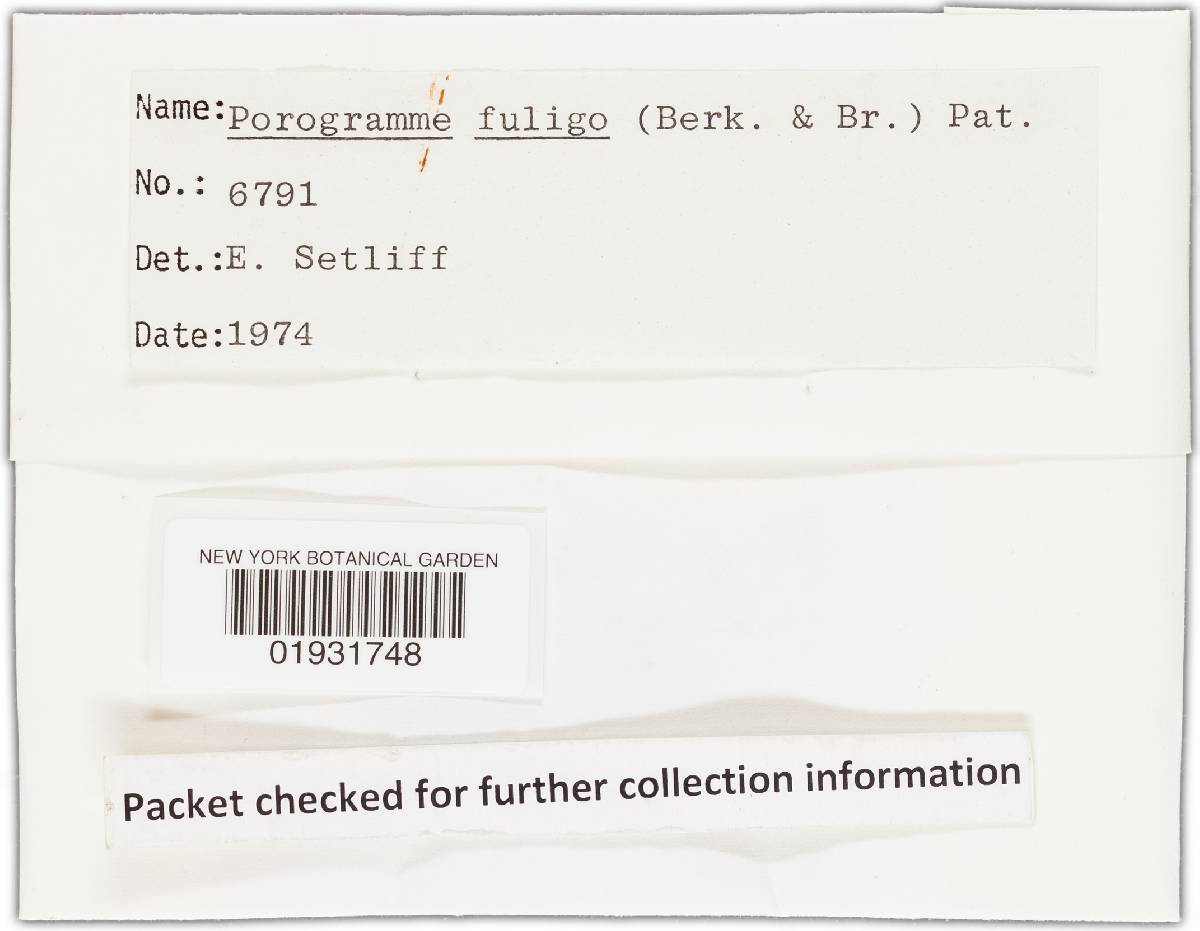 Name: Porogramme fuligo (Berk. & Br.) Pat.
No.: 6791
Det.: E. Setliff
Date: 1974
NEW YORK BOTANICAL GARDEN
01931748
Packet checked for further collection information